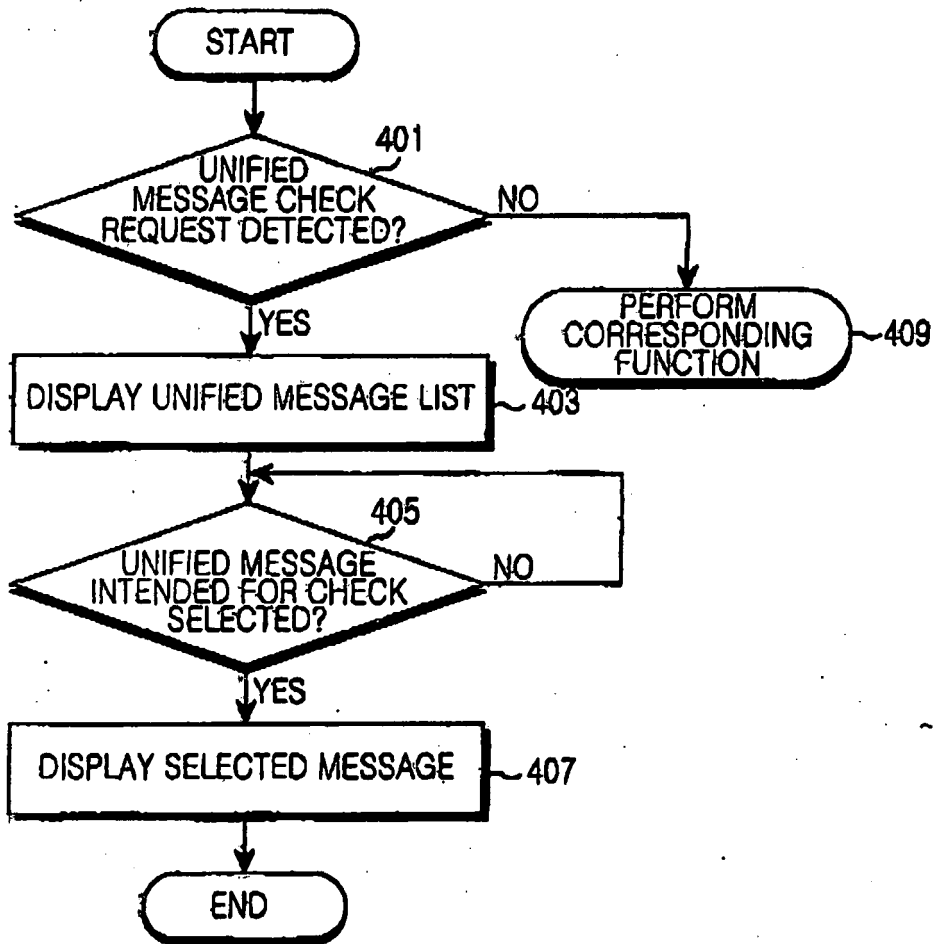 START
401
UNIFIED
MESSAGE CHECK
REQUEST DETECTED?
NO
YES
PERFORM
CORRESPONDING
FUNCTION
409
DISPLAY UNIFIED MESSAGE LIST
403
405
UNIFIED MESSAGE
INTENDED FOR CHECK
SELECTED?
NO
YES
DISPLAY SELECTED MESSAGE
407
END